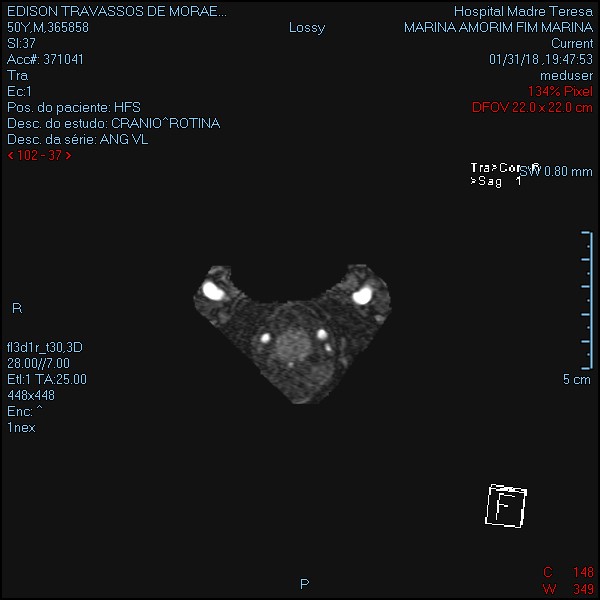 EDISON TRAVASSOS DE MORAE...
50Y,M,365858
Sl:37
Acc#: 371041
Tra
Ec:1
Pos. do paciente: HFS
Desc. do estudo: CRANIO^ROTINA
Desc. da série: ANG VL
< 102 - 37 >
Lossy
Hospital Madre Teresa
MARINA AMORIM FIM MARINA
Current
01/31/18 ,19:47:53
meduser
134% Pixel
DFOV 22.0 x 22.0 cm
SW 0.80 mm
Tra>Cor
>Sag 1
R
fl3d1r_t30,3D
28.00//7.00
Etl:1 TA:25.00
448x448
Enc: ^
1nex
5 cm
F
P
C 148
W 349